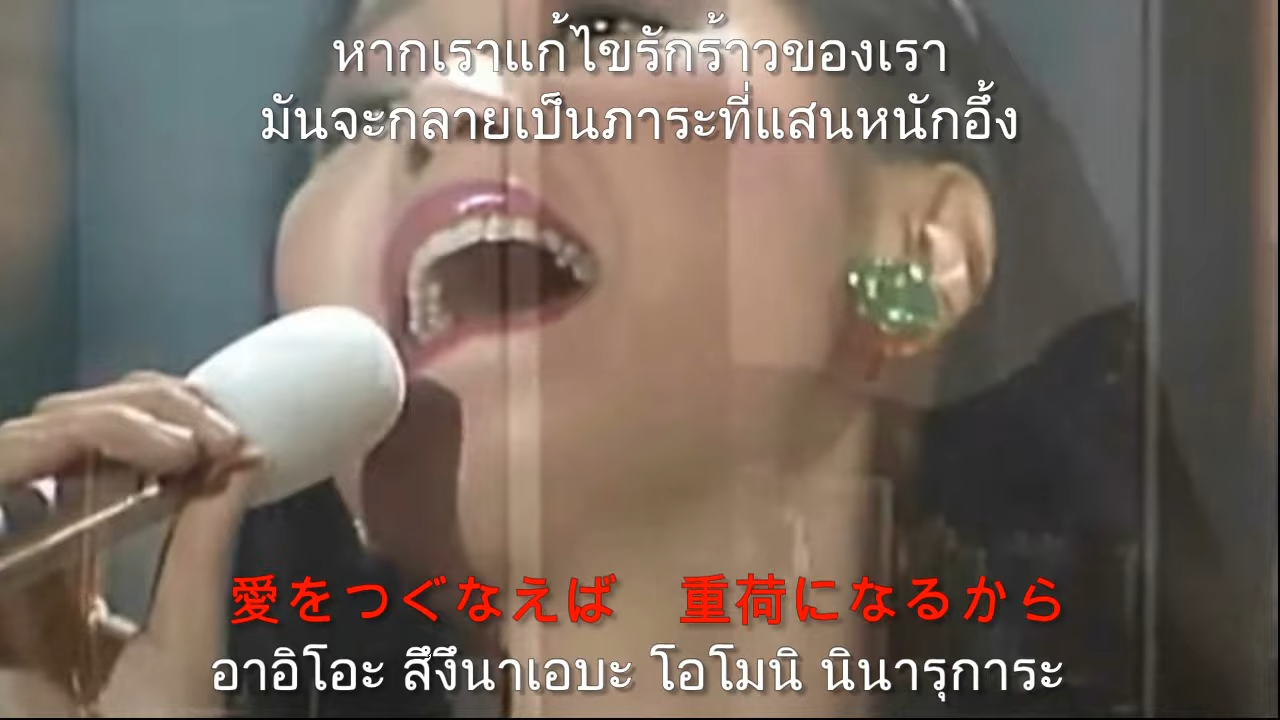 หากเราแก้ไขรักร้าวของเรา
มันจะกลายเป็นภาระที่แสนหนักอึ้ง
愛をつぐなえば　重荷になるから
อาอิโอะ สึงึนาเอบะ โอโมนิ นินารุการะ